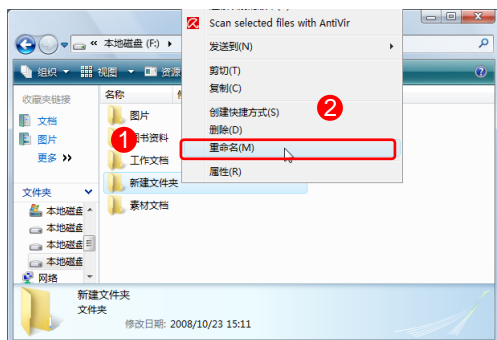 Scan selected files with AntiVir
« 本地磁盘 (F:)
发送到(N)
组织 视图 资源
剪切(T)
复制(C)
收藏夹链接
名称
文档
图片
更多 »
图片
图书资料
工作文档
新建文件夹
素材文档
创建快捷方式(S)
删除(D)
重命名(M)
属性(R)
1
2
文件夹
本地磁盘
本地磁盘
本地磁盘
本地磁盘
网络
新建文件夹
文件夹
修改日期: 2008/10/23 15:11